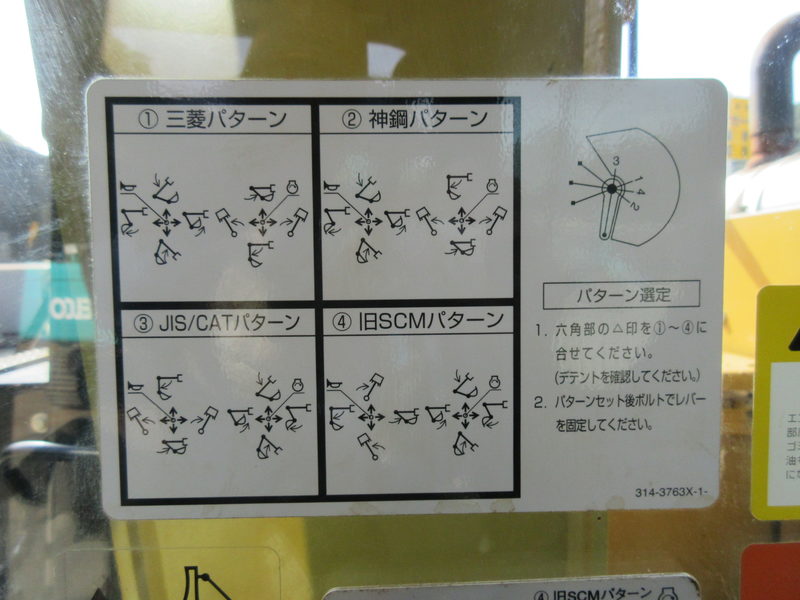 ① 三菱パターン
② 神鋼パターン
③ JIS/CATパターン
④ 旧SCMパターン
3
1
4
2
パターン選定
1. 六角部の△印を①~④に
合せてください。
(デテントを確認してください。)
2. パターンセット後ボルトでレバー
を固定してください。
314-3763X-1-
④ 旧SCMパターン